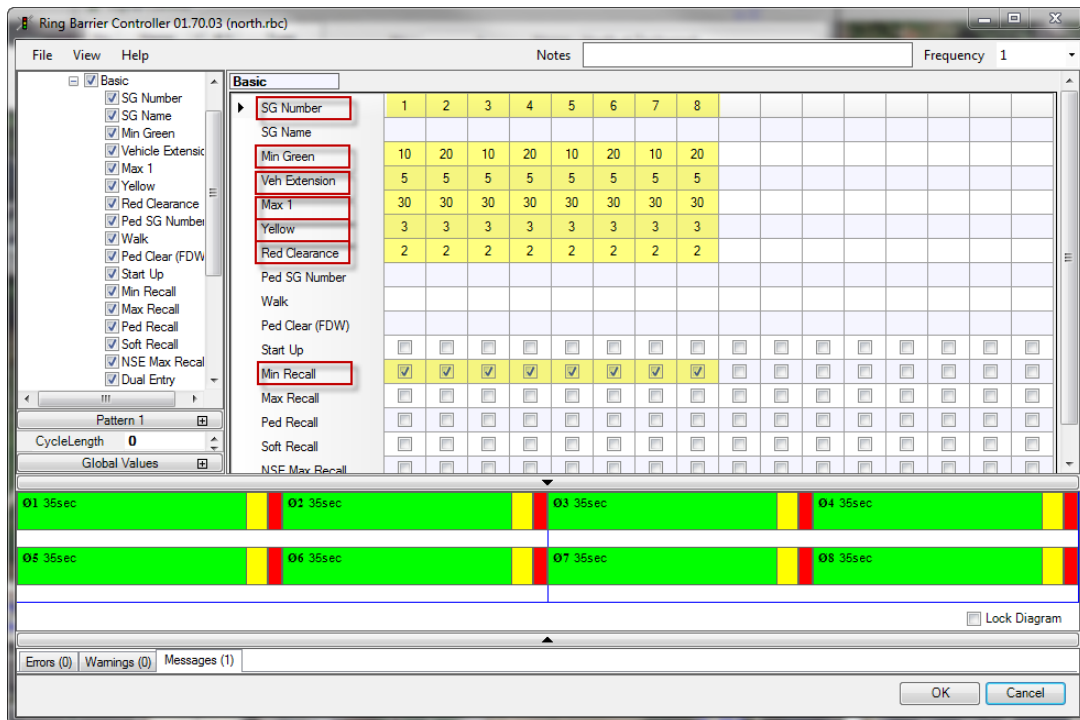 Ring Barrier Controller 01.70.03 (north.rbc)
File View Help Notes Frequency 1
Basic
SG Number
SG Name
Min Green
Vehicle Extensic
Max 1
Yellow
Red Clearance
Ped SG Number
Walk
Ped Clear (FDW
Start Up
Min Recall
Max Recall
Ped Recall
Soft Recall
NSE Max Recal
Dual Entry
Pattern 1
CycleLength 0
Global Values
Basic
SG Number 1 2 3 4 5 6 7 8
SG Name
Min Green 10 20 10 20 10 20 10 20
Veh Extension 5 5 5 5 5 5 5 5
Max 1 30 30 30 30 30 30 30 30
Yellow 3 3 3 3 3 3 3 3
Red Clearance 2 2 2 2 2 2 2 2
Ped SG Number
Walk
Ped Clear (FDW)
Start Up
Min Recall
Max Recall
Ped Recall
Soft Recall
NSE Max Recall
Ø1 35sec Ø2 35sec Ø3 35sec Ø4 35sec
Ø5 35sec Ø6 35sec Ø7 35sec Ø8 35sec
Lock Diagram
Errors (0) Warnings (0) Messages (1)
OK Cancel